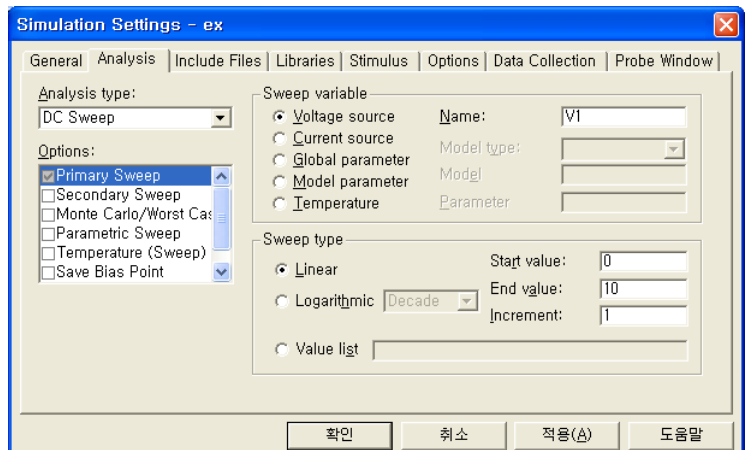 Simulation Settings - ex
General Analysis Include Files Libraries Stimulus Options Data Collection Probe Window
Analysis type:
DC Sweep
Options:
Primary Sweep
Secondary Sweep
Monte Carlo/Worst Cas
Parametric Sweep
Temperature (Sweep)
Save Bias Point
Sweep variable
Voltage source
Current source
Global parameter
Model parameter
Temperature
Name: V1
Model type:
Model
Parameter
Sweep type
Linear
Logarithmic Decade
Value list
Start value: 0
End value: 10
Increment: 1
확인 취소 적용(A) 도움말